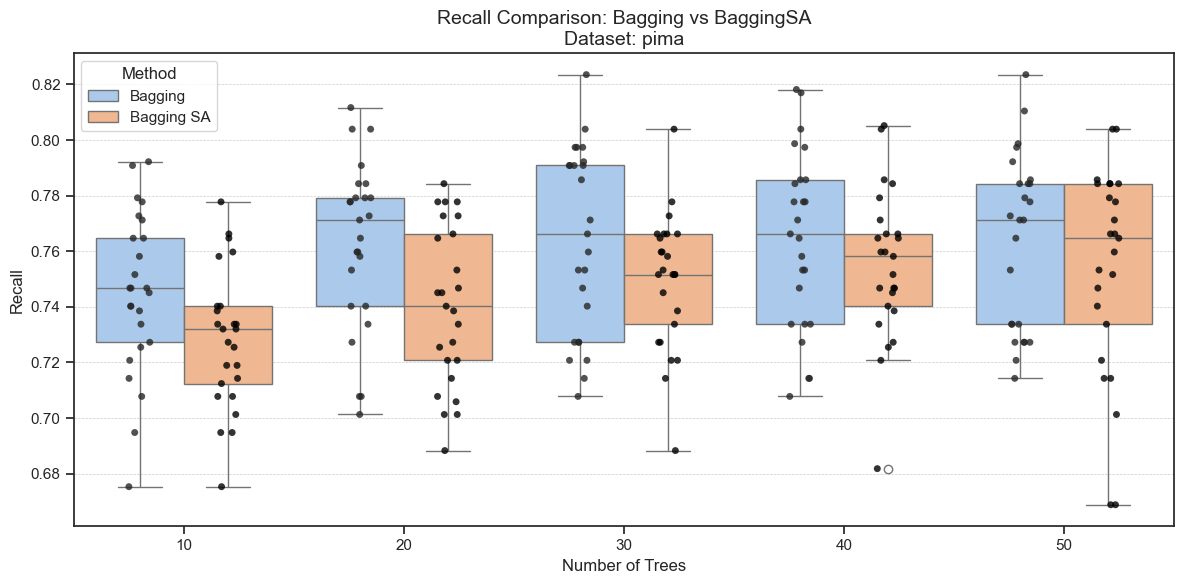 Recall Comparison: Bagging vs BaggingSA
Dataset: pima
Method
Bagging
Bagging SA
Recall
0.82
0.80
0.78
0.76
0.74
0.72
0.70
0.68
10
20
30
40
50
Number of Trees